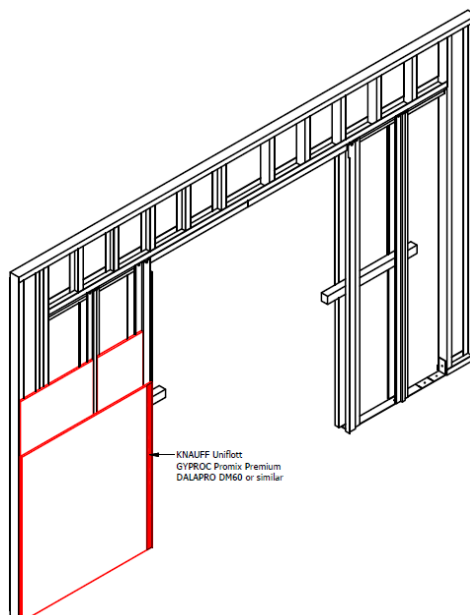 KNAUFF Uniflott
GYPROC Promix Premium
DALAPRO DM60 or similar